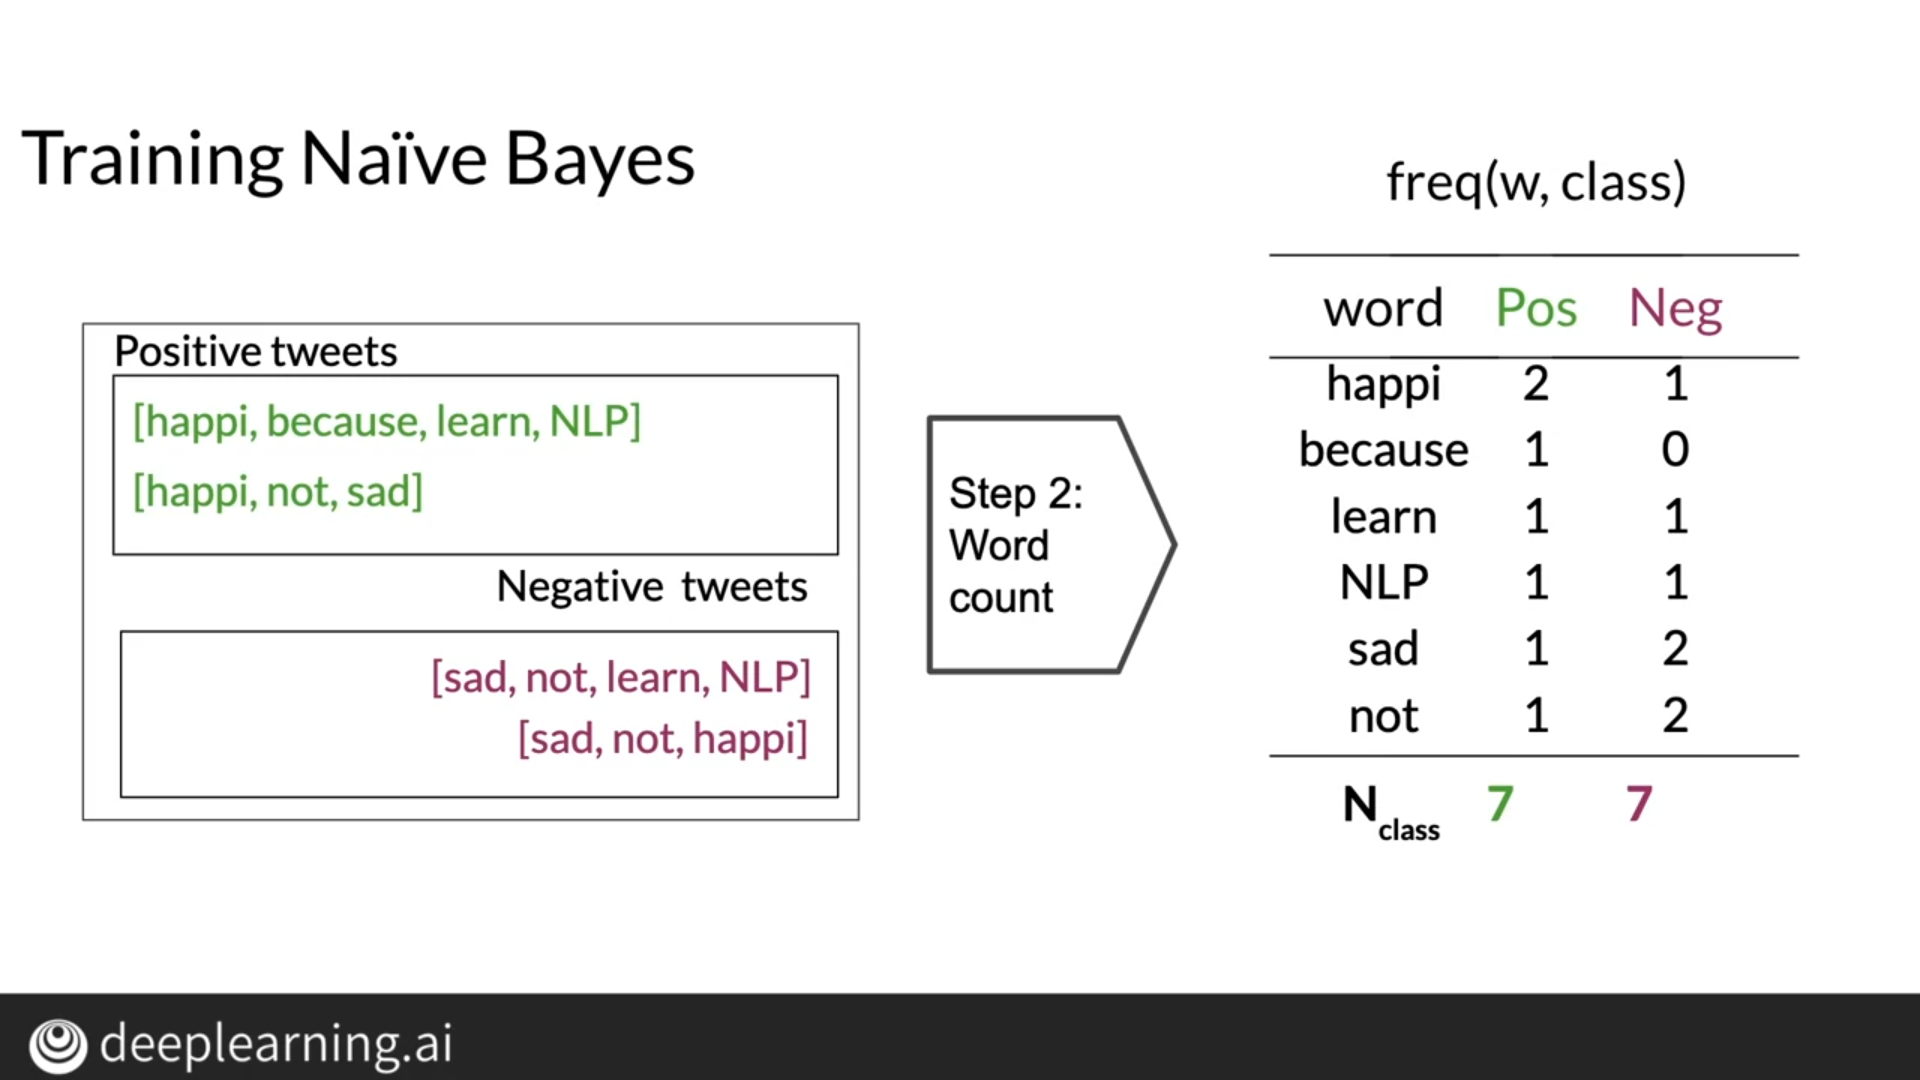 Training Naïve Bayes
Positive tweets
[happi, because, learn, NLP]
[happi, not, sad]
Negative tweets
[sad, not, learn, NLP]
[sad, not, happi]
Step 2:
Word
count
freq(w, class)
word Pos Neg
happi 2 1
because 1 0
learn 1 1
NLP 1 1
sad 1 2
not 1 2
Nclass 7 7
deeplearning.ai